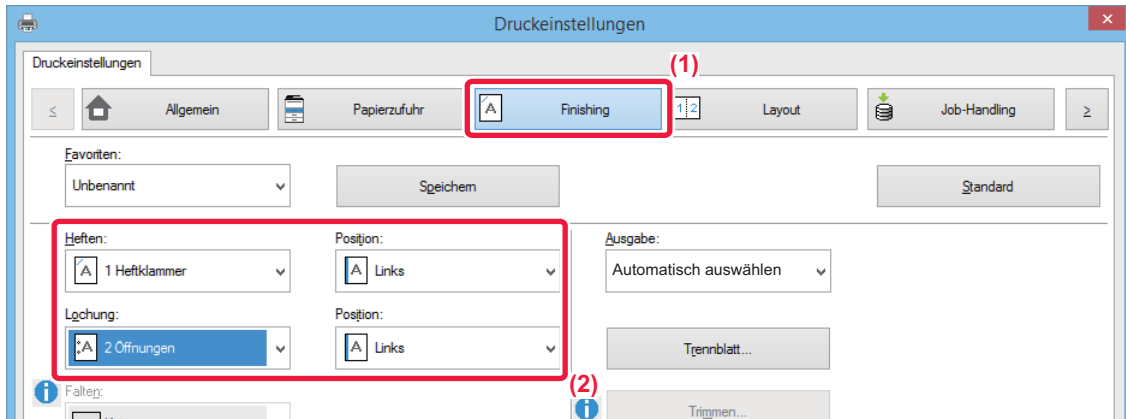 Druckeinstellungen
Druckeinstellungen
(1)
≤ Allgemein Papierzufuhr A Finishing 1 2 Layout Job-Handling ≥
Favoriten:
Unbenannt Speichern Standard
Heften: Position: Ausgabe:
A 1 Heftklammer A Links Automatisch auswählen
Lochung: Position:
A 2 Öffnungen A Links Trennblatt...
(2)
Falten:
Trimmen...